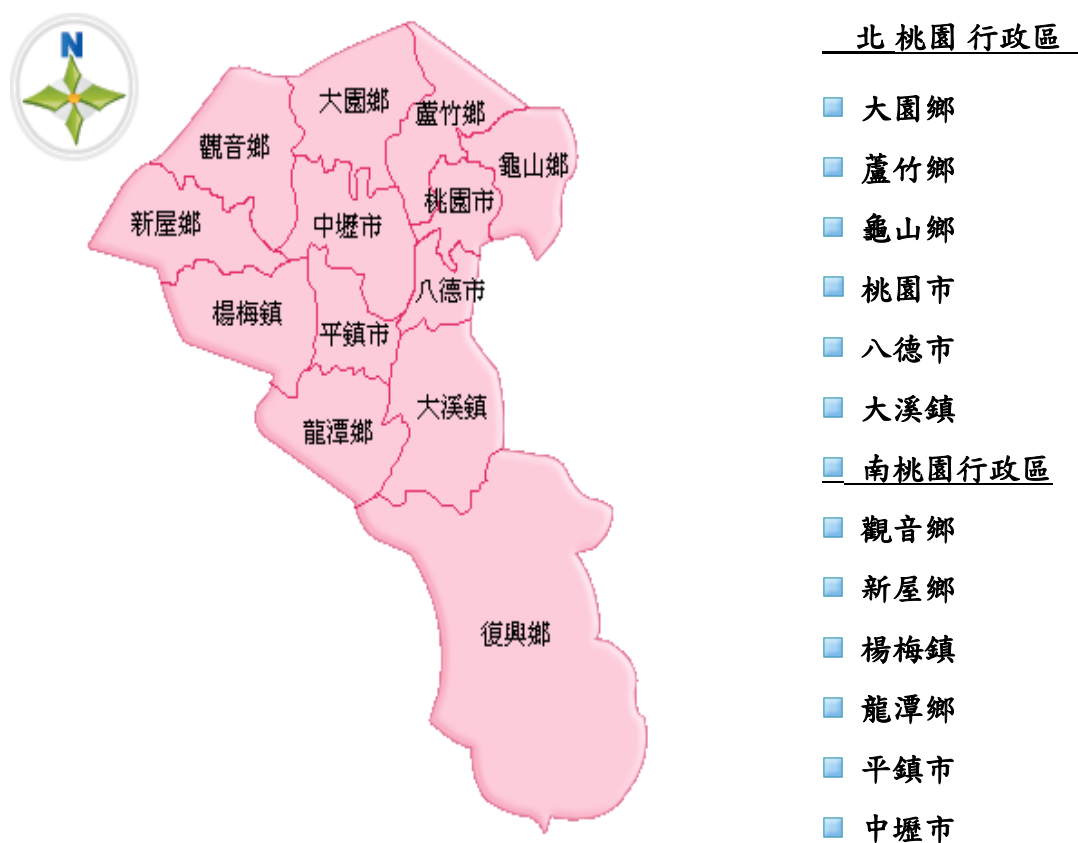 N
大園鄉
蘆竹鄉
觀音鄉
龜山鄉
桃園市
新屋鄉
中壢市
八德市
楊梅鎮
平鎮市
大溪鎮
龍潭鄉
復興鄉
北 桃園 行政區
大園鄉
蘆竹鄉
龜山鄉
桃園市
八德市
大溪鎮
南桃園行政區
觀音鄉
新屋鄉
楊梅鎮
龍潭鄉
平鎮市
中壢市